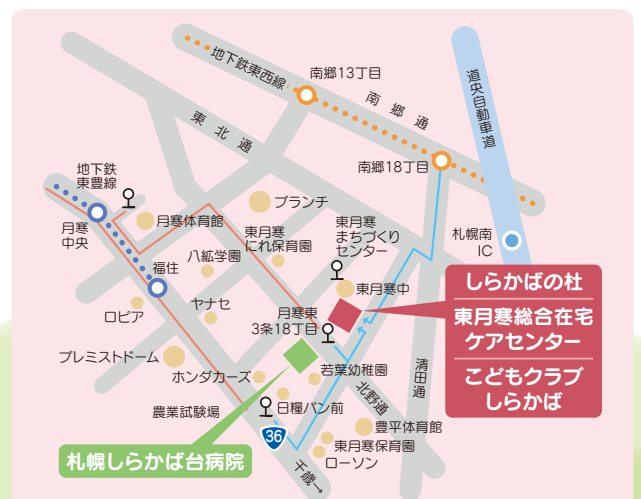 地下鉄東西線
南郷13丁目
南郷通
道央自動車道
東北通
南郷18丁目
地下鉄
東豊線
ブランチ
月寒体育館
月寒
中央
東月寒
にれ保育園
東月寒
まちづくり
センター
札幌南
IC
八紘学園
福住
東月寒中
しらかばの杜
東月寒総合在宅
ケアセンター
こどもクラブ
しらかば
ロピア
ヤナセ
月寒東
3条18丁目
プレミストドーム
ホンダカーズ
若葉幼稚園
北野通
清田通
農業試験場
日糧パン前
豊平体育館
36
東月寒保育園
ローソン
札幌しらかば台病院
千歳→